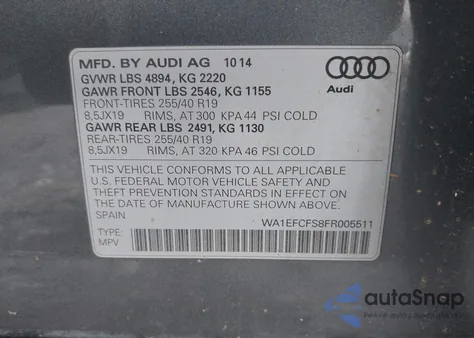 MFD. BY AUDI AG 10 14
GVWR LBS 4894, KG 2220
GAWR FRONT LBS 2546, KG 1155
FRONT-TIRES 255/40 R19
8,5JX19 RIMS, AT 300 KPA 44 PSI COLD
GAWR REAR LBS 2491, KG 1130
REAR-TIRES 255/40 R19
8,5JX19 RIMS, AT 320 KPA 46 PSI COLD
Audi
THIS VEHICLE CONFORMS TO ALL APPLICABLE
U.S. FEDERAL MOTOR VEHICLE SAFETY AND
THEFT PREVENTION STANDARDS IN EFFECT ON
THE DATE OF MANUFACTURE SHOWN ABOVE
SPAIN
WA1EFCFS8FR005511
TYPE:
MPV
autoSnap